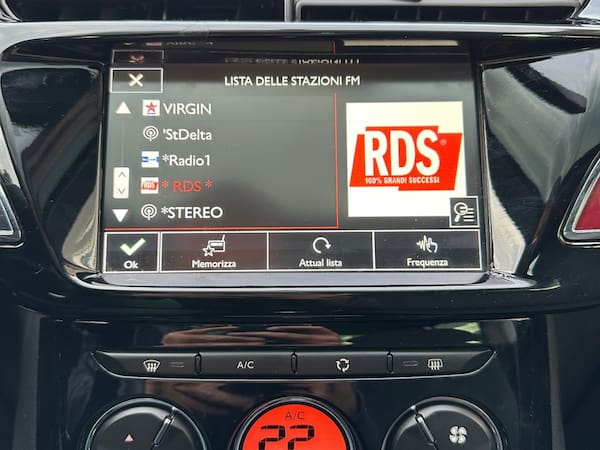 LISTA DELLE STAZIONI FM
VIRGIN
'StDelta
*Radio1
* RDS *
*STEREO
RDS®
100% GRANDI SUCCESSI
Ok
Memorizza
Attual lista
Frequenza
A/C
A/C
22